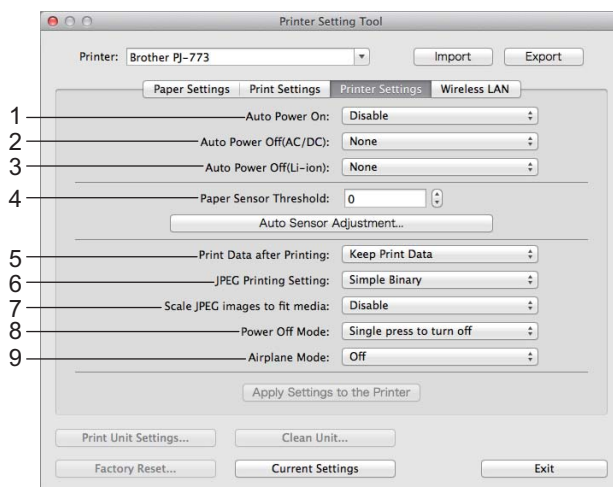 Printer Setting Tool
Printer: Brother PJ-773 Import Export
Paper Settings Print Settings Printer Settings Wireless LAN
1 Auto Power On: Disable
2 Auto Power Off(AC/DC): None
3 Auto Power Off(Li-ion): None
4 Paper Sensor Threshold: 0
Auto Sensor Adjustment...
5 Print Data after Printing: Keep Print Data
6 JPEG Printing Setting: Simple Binary
7 Scale JPEG images to fit media: Disable
8 Power Off Mode: Single press to turn off
9 Airplane Mode: Off
Apply Settings to the Printer
Print Unit Settings... Clean Unit...
Factory Reset... Current Settings Exit